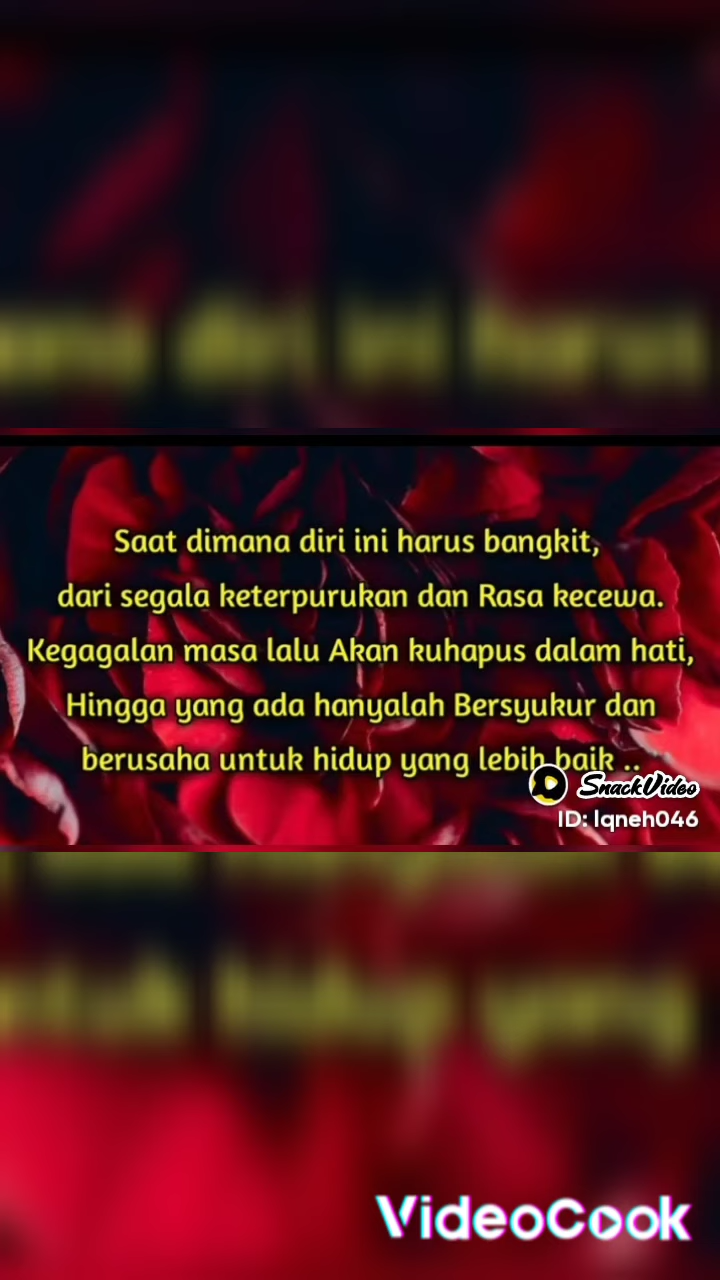 Saat dimana diri ini harus bangkit,
dari segala keterpurukan dan Rasa kecewa.
Kegagalan masa lalu Akan kuhapus dalam hati,
Hingga yang ada hanyalah Bersyukur dan
berusaha untuk hidup yang lebih baik ..
SnackVideo
ID: Iqneh046
VideoCook